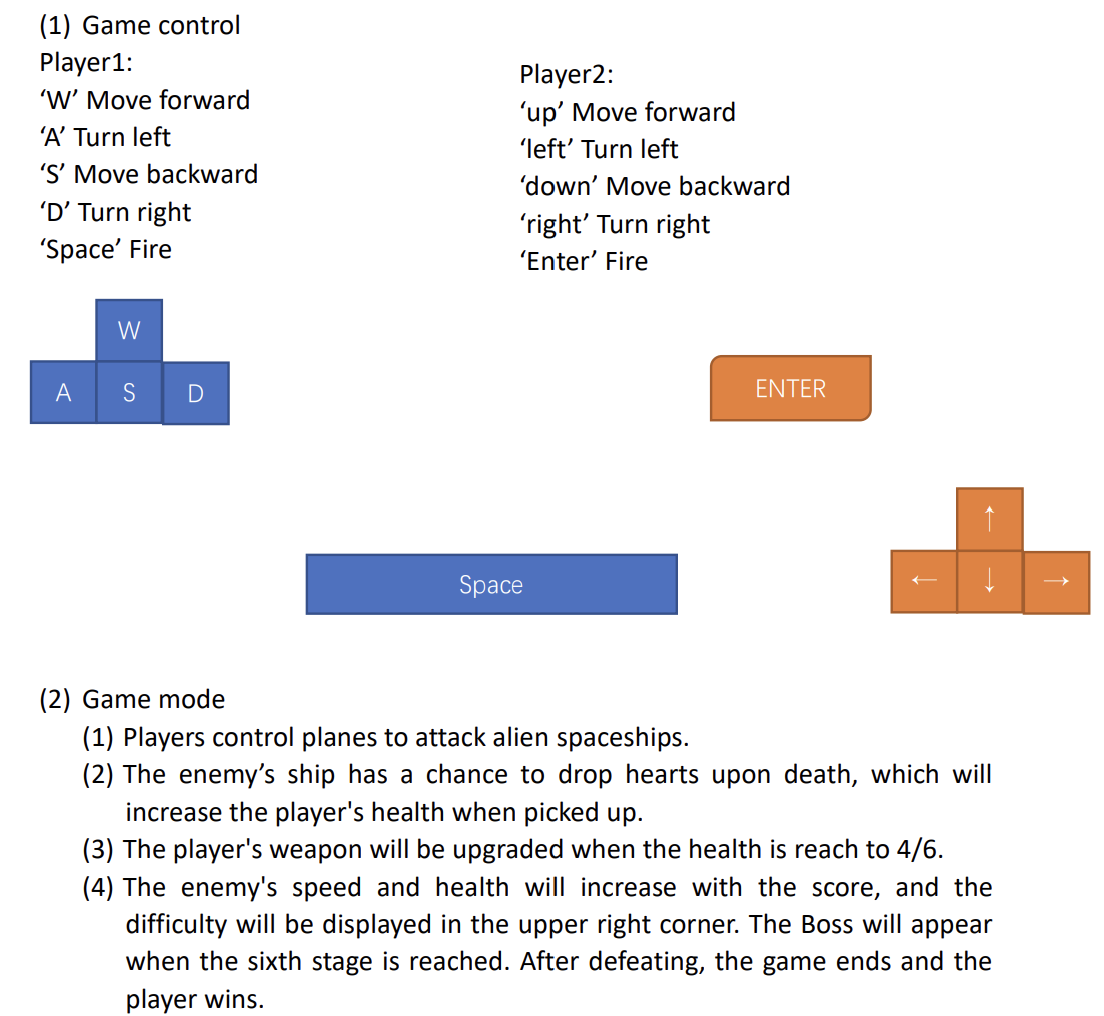 (1) Game control
Player1:
‘W’ Move forward
‘A’ Turn left
‘S’ Move backward
‘D’ Turn right
‘Space’ Fire
Player2:
‘up’ Move forward
‘left’ Turn left
‘down’ Move backward
‘right’ Turn right
‘Enter’ Fire
W
A S D
ENTER
↑
← ↓ →
Space
(2) Game mode
(1) Players control planes to attack alien spaceships.
(2) The enemy’s ship has a chance to drop hearts upon death, which will
increase the player's health when picked up.
(3) The player's weapon will be upgraded when the health is reach to 4/6.
(4) The enemy's speed and health will increase with the score, and the
difficulty will be displayed in the upper right corner. The Boss will appear
when the sixth stage is reached. After defeating, the game ends and the
player wins.